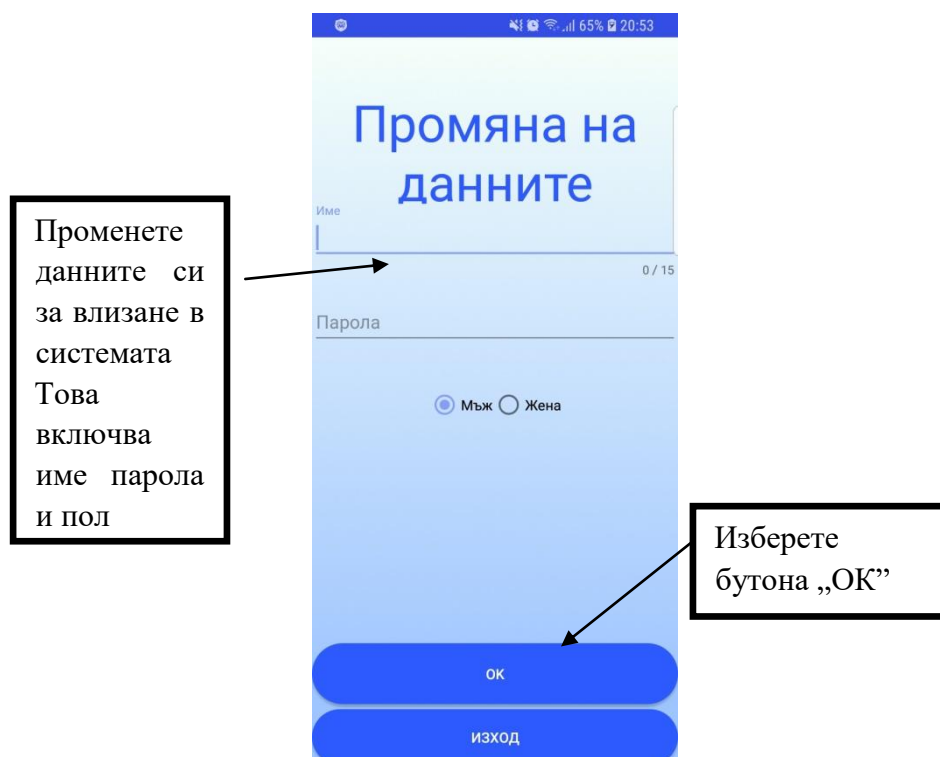 65% 20:53
Промяна на
данните
Име
0 / 15
Парола
Мъж Жена
ОК
ИЗХОД
Променете
данните си
за влизане в
системата
Това
включва
име парола
и пол
Изберете
бутона „ОК”